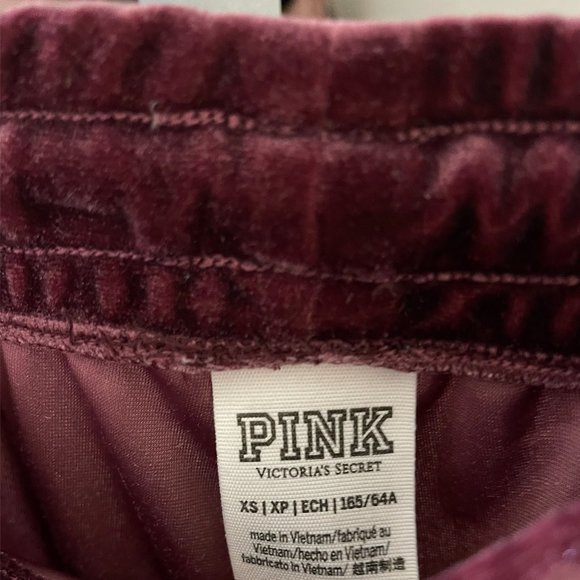 PINK
VICTORIA'S SECRET
XS | XP | ECH | 165/64A
made in Vietnam/fabriqué au
Vietnam/hecho en Vietnam/
fabbricato in Vietnam/ 越南制造